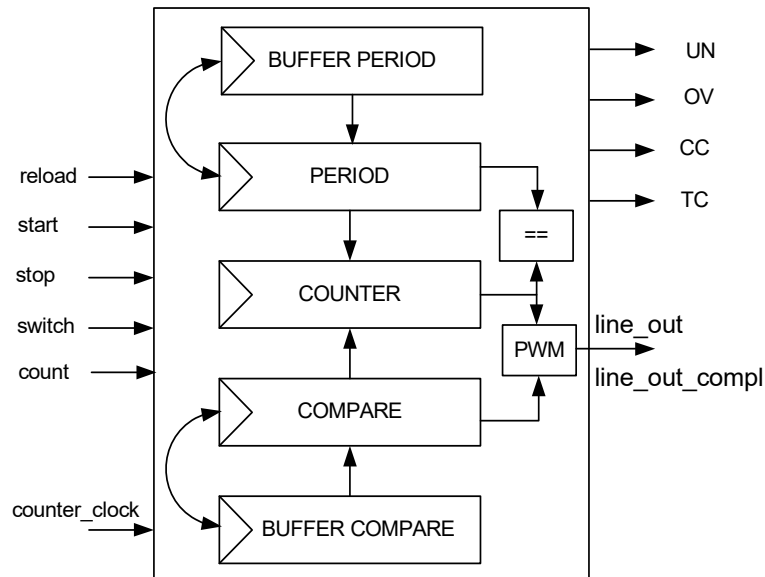 BUFFER PERIOD
PERIOD
==
COUNTER
PWM
COMPARE
BUFFER COMPARE
reload
start
stop
switch
count
counter_clock
UN
OV
CC
TC
line_out
line_out_compl